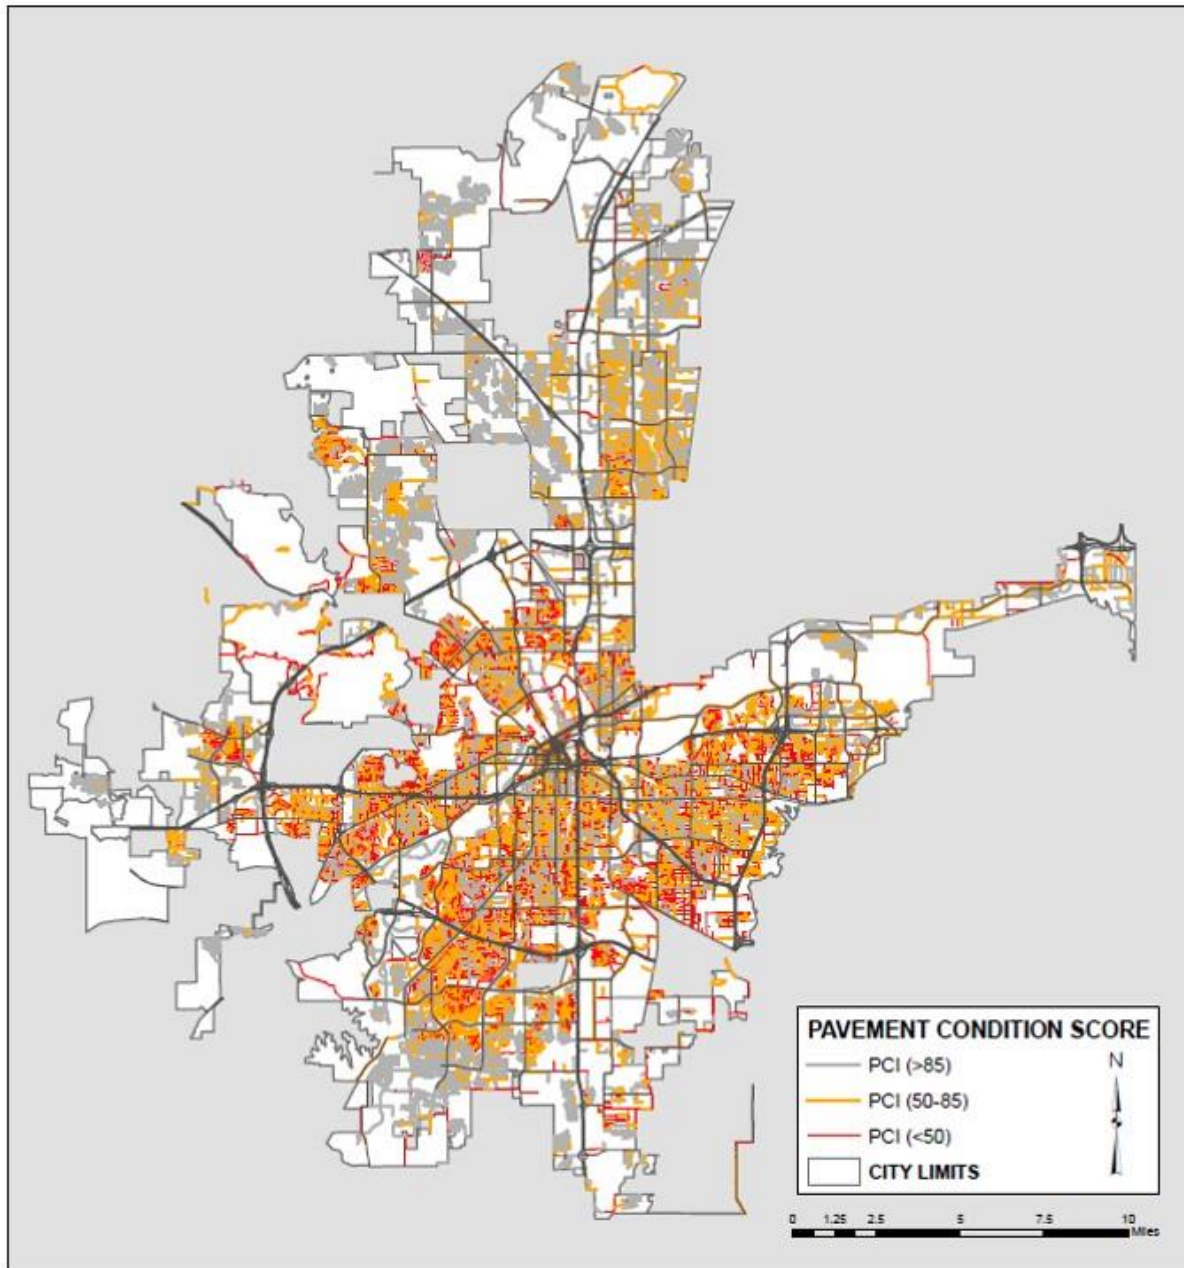 PAVEMENT CONDITION SCORE
PCI (>85)
N
PCI (50-85)
PCI (<50)
CITY LIMITS
0 1.25 2.5 5 7.5 10
Miles